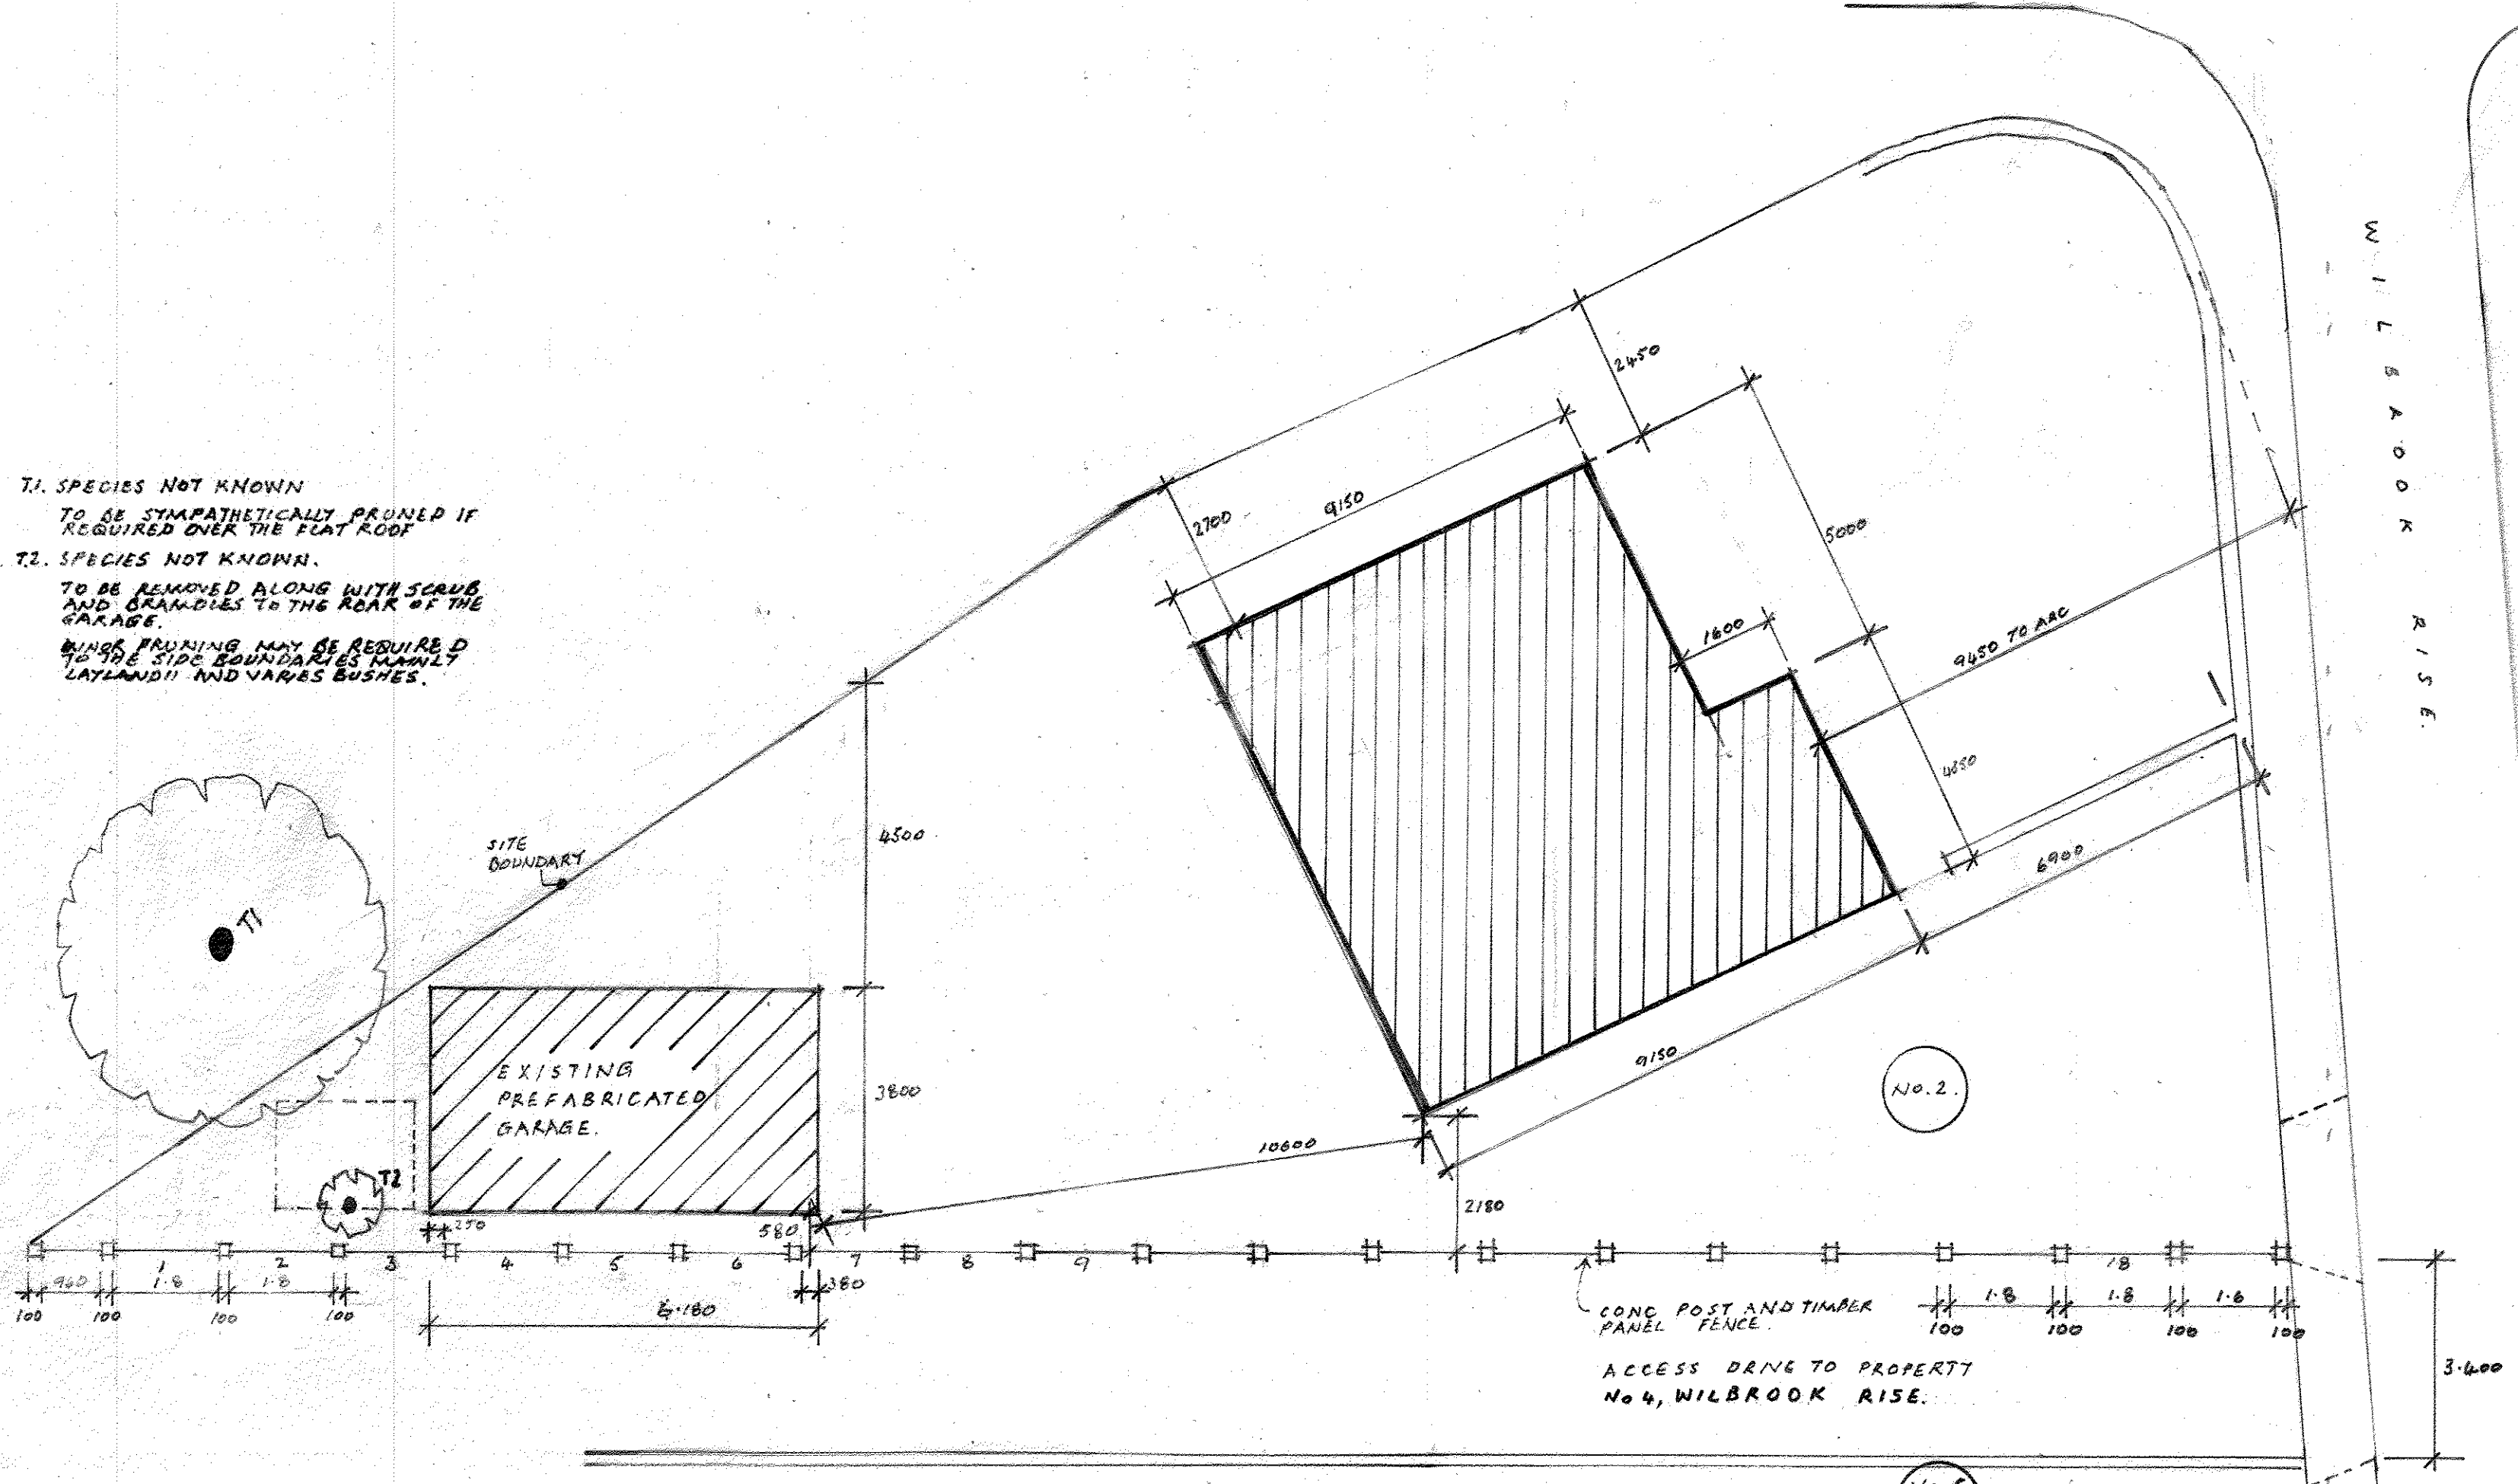 T.1. SPECIES NOT KNOWN
TO BE SYMPATHETICALLY PRUNED IF
REQUIRED OVER THE FLAT ROOF
T.2. SPECIES NOT KNOWN.
TO BE REMOVED ALONG WITH SCRUB
AND BRAMBLES TO THE REAR OF THE
GARAGE.
MINOR PRUNING MAY BE REQUIRED
TO THE SIDE BOUNDARIES MAINLY
LAYLANDII AND VARIES BUSHES.
T1
SITE
BOUNDARY
T2
EXISTING
PREFABRICATED
GARAGE.
4500
3800
250
580
380
2700
9150
2450
5000
1600
9450 TO ARC
4850
6900
9150
10600
2180
No.2.
WILBROOK RISE.
1 2 3 4 5 6 7 8 9 18
960 1.8 1.8
100 100 100 100
1.8 1.8 1.6
100 100 100 100
CONC POST AND TIMBER
PANEL FENCE.
ACCESS DRIVE TO PROPERTY
No 4, WILBROOK RISE.
3.400